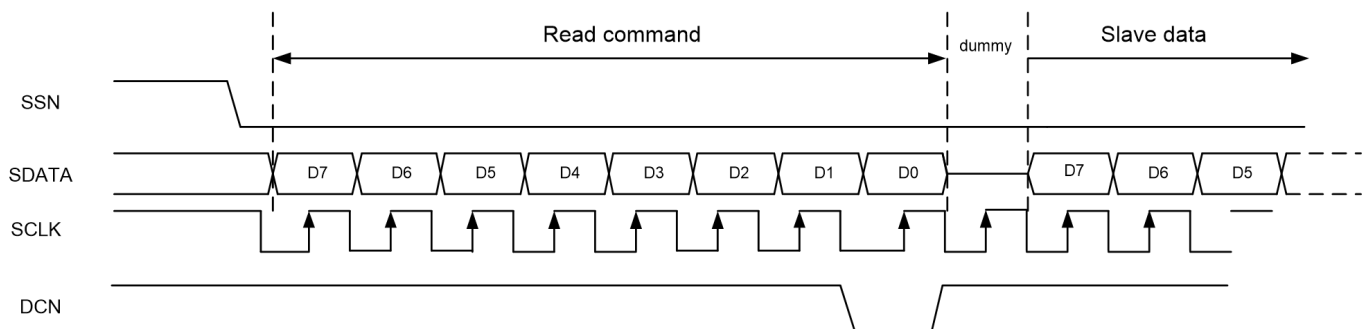 Read command
dummy
Slave data
SSN
SDATA
D7 D6 D5 D4 D3 D2 D1 D0 D7 D6 D5
SCLK
DCN